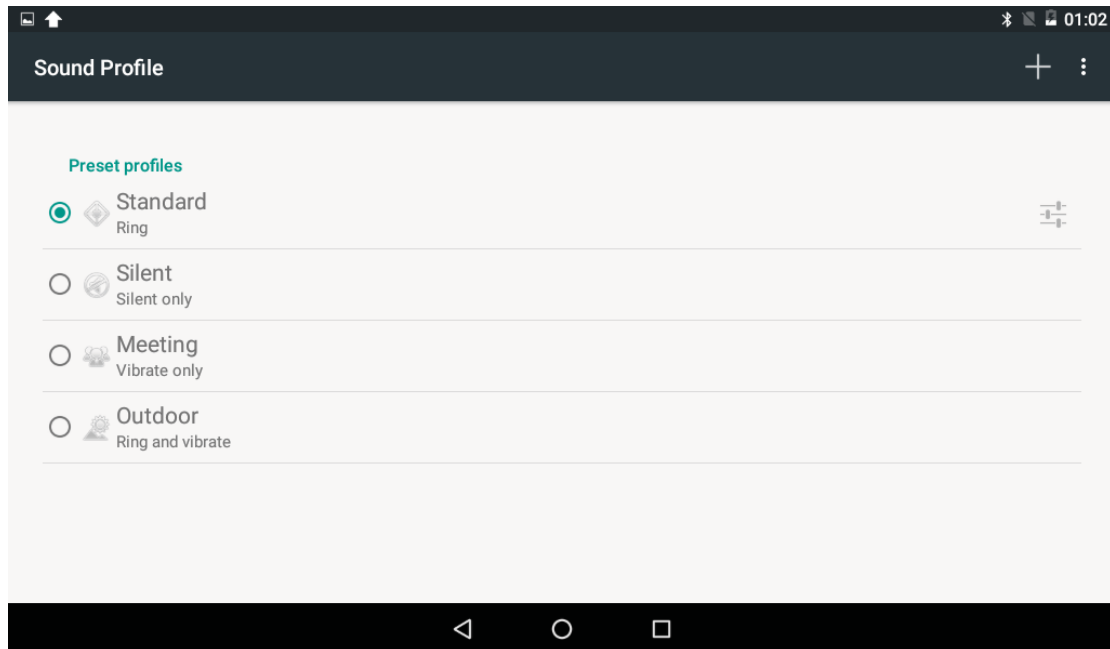 01:02
Sound Profile
Preset profiles
Standard
Ring
Silent
Silent only
Meeting
Vibrate only
Outdoor
Ring and vibrate